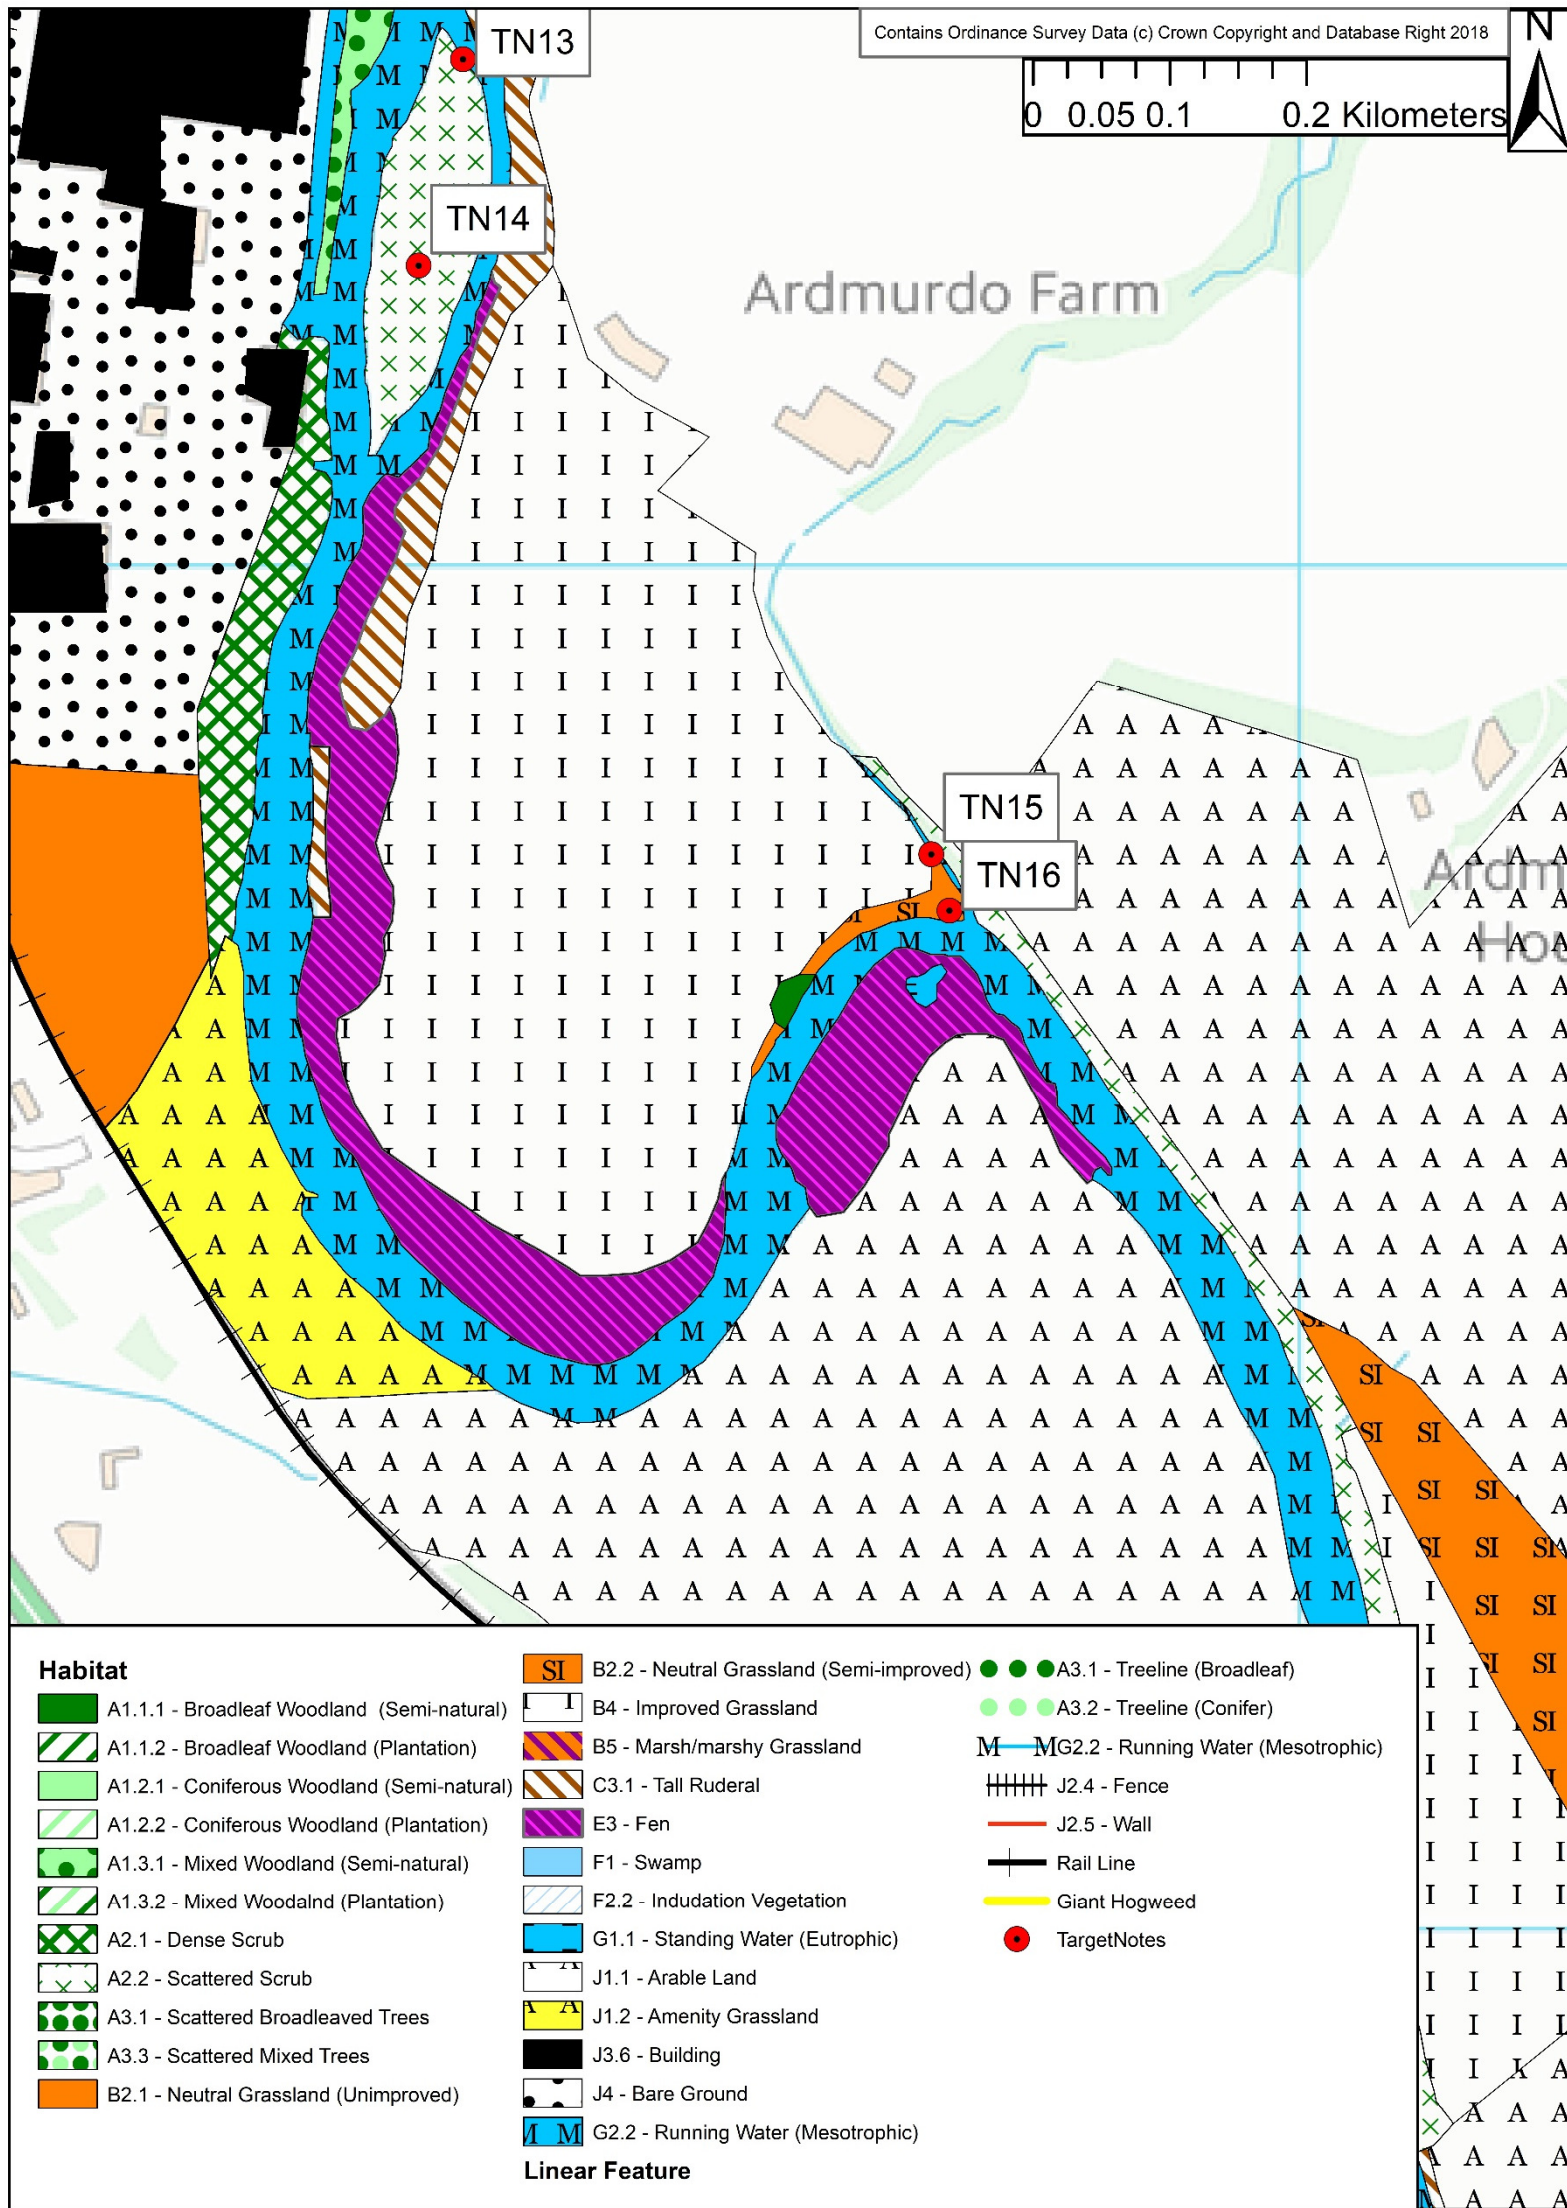 TN13
Contains Ordinance Survey Data (c) Crown Copyright and Database Right 2018
N
0 0.05 0.1 0.2 Kilometers
TN14
Ardmurdo Farm
TN15
TN16
Habitat
A1.1.1 - Broadleaf Woodland (Semi-natural)
A1.1.2 - Broadleaf Woodland (Plantation)
A1.2.1 - Coniferous Woodland (Semi-natural)
A1.2.2 - Coniferous Woodland (Plantation)
A1.3.1 - Mixed Woodland (Semi-natural)
A1.3.2 - Mixed Woodalnd (Plantation)
A2.1 - Dense Scrub
A2.2 - Scattered Scrub
A3.1 - Scattered Broadleaved Trees
A3.3 - Scattered Mixed Trees
B2.1 - Neutral Grassland (Unimproved)
SI B2.2 - Neutral Grassland (Semi-improved)
I I B4 - Improved Grassland
B5 - Marsh/marshy Grassland
C3.1 - Tall Ruderal
E3 - Fen
F1 - Swamp
F2.2 - Indudation Vegetation
G1.1 - Standing Water (Eutrophic)
J1.1 - Arable Land
A A J1.2 - Amenity Grassland
J3.6 - Building
J4 - Bare Ground
M M G2.2 - Running Water (Mesotrophic)
Linear Feature
A3.1 - Treeline (Broadleaf)
A3.2 - Treeline (Conifer)
M M G2.2 - Running Water (Mesotrophic)
J2.4 - Fence
J2.5 - Wall
Rail Line
Giant Hogweed
TargetNotes